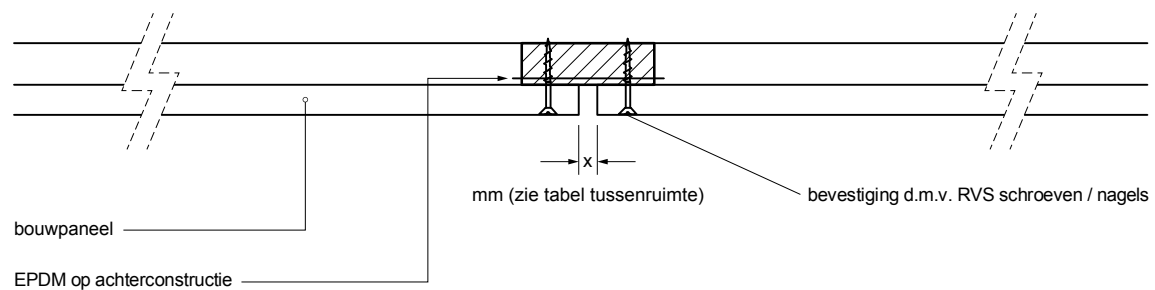 x
mm (zie tabel tussenruimte)
bevestiging d.m.v. RVS schroeven / nagels
bouwpaneel
EPDM op achterconstructie